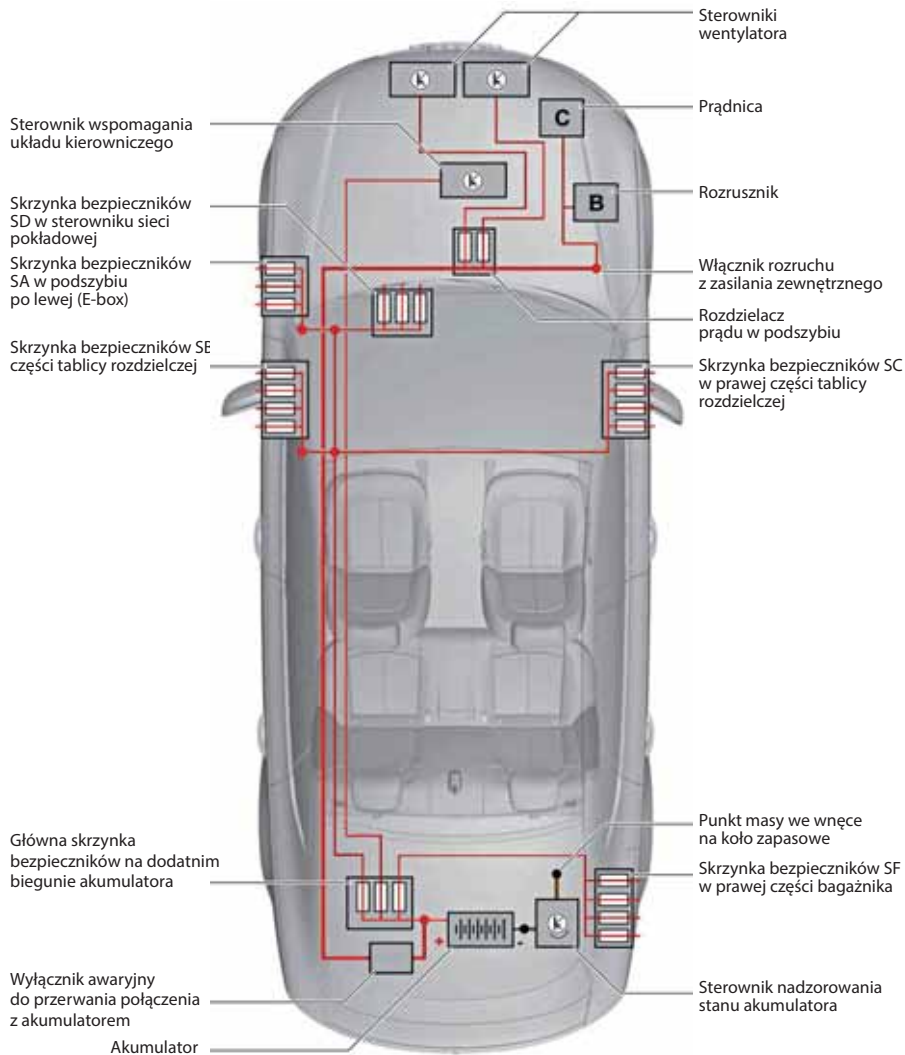 Sterowniki
wentylatora
Prądnica
C
Sterownik wspomagania
układu kierowniczego
Rozrusznik
B
Skrzynka bezpieczników
SD w sterowniku sieci
pokładowej
Skrzynka bezpieczników
SA w podszybiu
po lewej (E-box)
Włącznik rozruchu
z zasilania zewnętrznego
Rozdzielacz
prądu w podszybiu
Skrzynka bezpieczników SB
części tablicy rozdzielczej
Skrzynka bezpieczników SC
w prawej części tablicy
rozdzielczej
Główna skrzynka
bezpieczników na dodatnim
biegunie akumulatora
Punkt masy we wnęce
na koło zapasowe
Skrzynka bezpieczników SF
w prawej części bagażnika
+
-
Wyłącznik awaryjny
do przerwania połączenia
z akumulatorem
Akumulator
Sterownik nadzorowania
stanu akumulatora